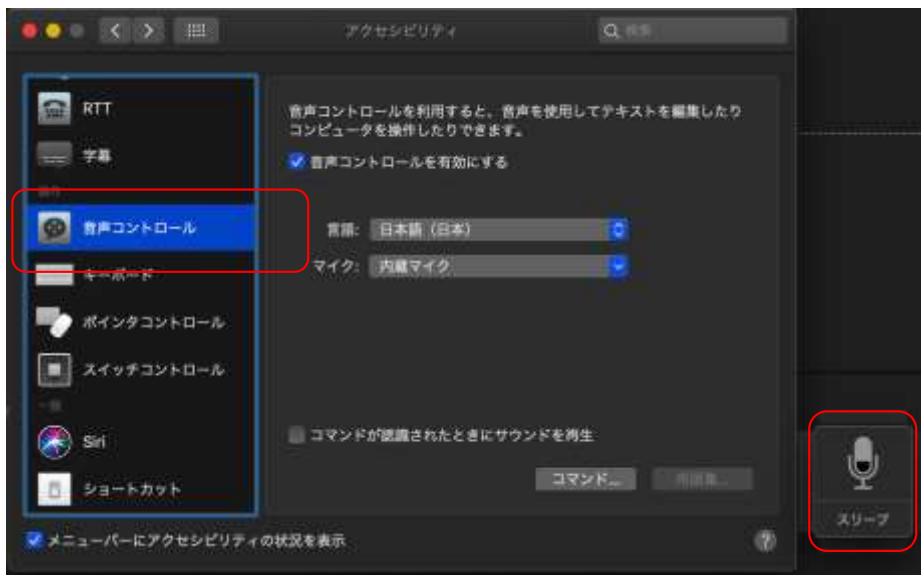 アクセシビリティ
検索
RTT
字幕
音声コントロール
キーボード
ポインタコントロール
スイッチコントロール
一般
Siri
ショートカット
音声コントロールを利用すると、音声を使用してテキストを編集したり
コンピュータを操作したりできます。
音声コントロールを有効にする
言語: 日本語（日本）
マイク: 内蔵マイク
コマンドが認識されたときにサウンドを再生
コマンド...
メニューバーにアクセシビリティの状況を表示
?
スリープ